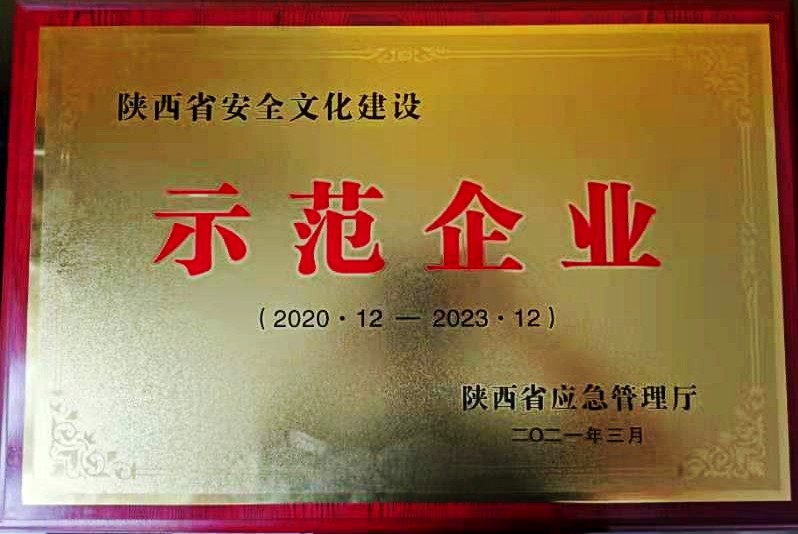 陕西省安全文化建设
示范企业
（2020·12 — 2023·12）
陕西省应急管理厅
二〇二一年三月